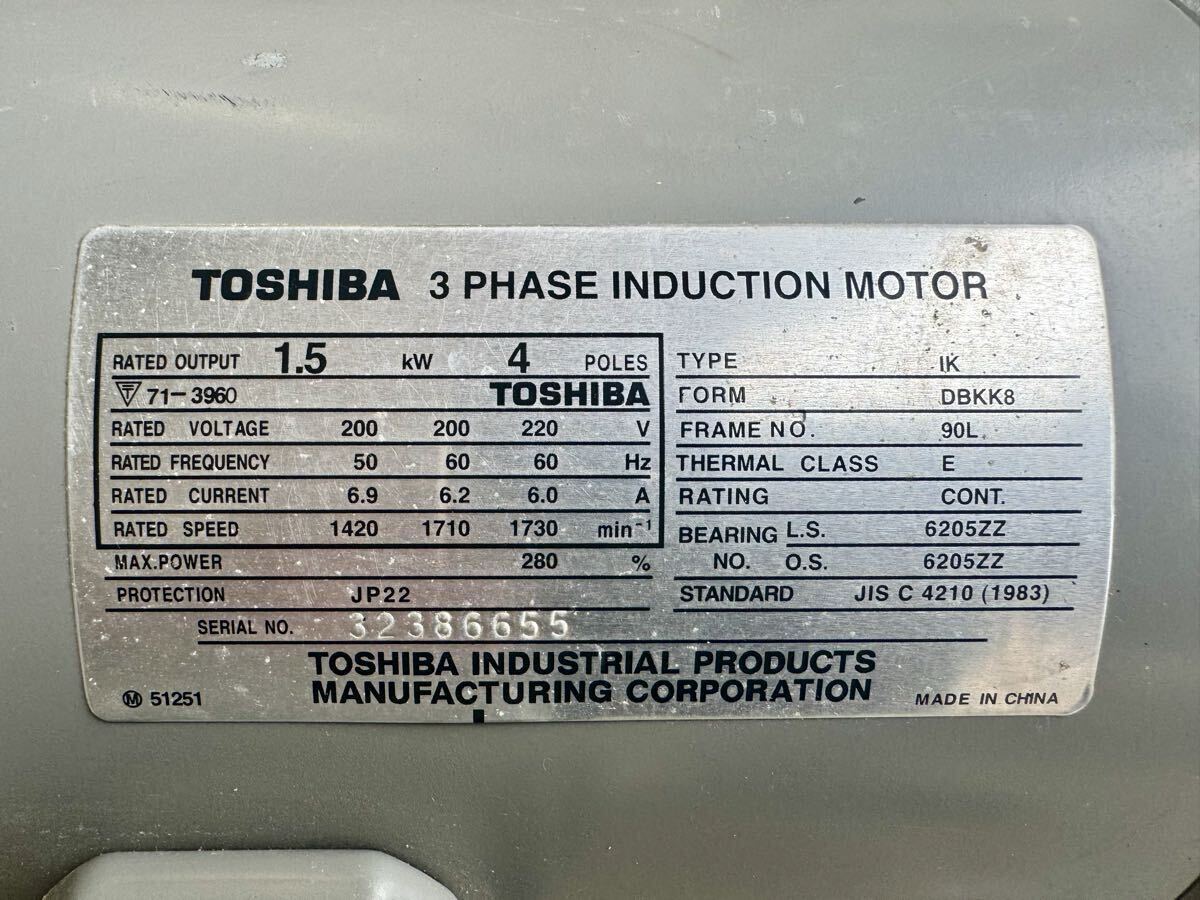 TOSHIBA 3 PHASE INDUCTION MOTOR
RATED OUTPUT 1.5 kW 4 POLES
71-3960 TOSHIBA
RATED VOLTAGE 200 200 220 V
RATED FREQUENCY 50 60 60 Hz
RATED CURRENT 6.9 6.2 6.0 A
RATED SPEED 1420 1710 1730 min⁻¹
MAX.POWER 280 %
PROTECTION JP22
TYPE IK
FORM DBKK8
FRAME NO. 90L
THERMAL CLASS E
RATING CONT.
BEARING L.S. 6205ZZ
NO. O.S. 6205ZZ
STANDARD JIS C 4210 (1983)
SERIAL NO. 32386655
TOSHIBA INDUSTRIAL PRODUCTS
MANUFACTURING CORPORATION
Ⓜ 51251
MADE IN CHINA